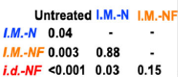 Untreated I.M.-N I.M.-NF
I.M.-N 0.04 - -
I.M.-NF 0.003 0.88 -
i.d.-NF <0.001 0.03 0.15